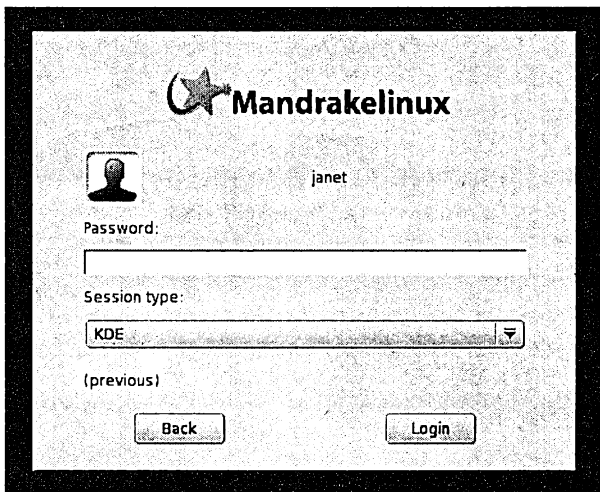 Mandrakelinux
janet
Password:
Session type:
KDE
(previous)
Back Login